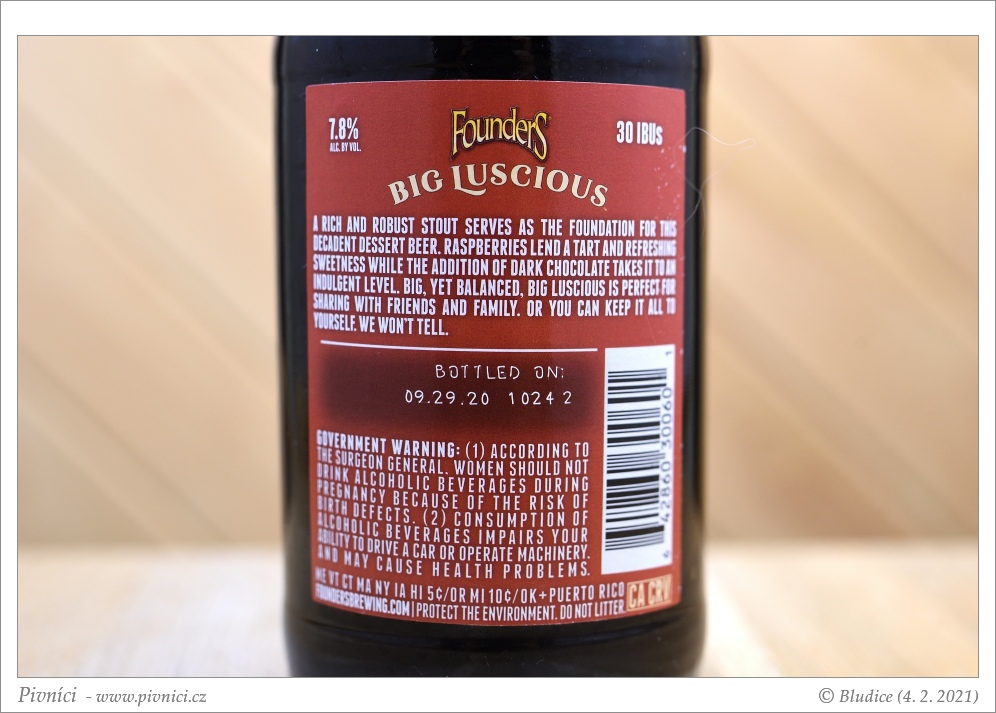 7.8%
ALC. BY VOL.
FounderS
30 IBUs
BIG LUSCIOUS
A RICH AND ROBUST STOUT SERVES AS THE FOUNDATION FOR THIS
DECADENT DESSERT BEER. RASPBERRIES LEND A TART AND REFRESHING
SWEETNESS WHILE THE ADDITION OF DARK CHOCOLATE TAKES IT TO AN
INDULGENT LEVEL. BIG, YET BALANCED, BIG LUSCIOUS IS PERFECT FOR
SHARING WITH FRIENDS AND FAMILY. OR YOU CAN KEEP IT ALL TO
YOURSELF. WE WON'T TELL.
BOTTLED ON:
09.29.20 1024 2
GOVERNMENT WARNING: (1) ACCORDING TO
THE SURGEON GENERAL, WOMEN SHOULD NOT
DRINK ALCOHOLIC BEVERAGES DURING
PREGNANCY BECAUSE OF THE RISK OF
BIRTH DEFECTS. (2) CONSUMPTION OF
ALCOHOLIC BEVERAGES IMPAIRS YOUR
ABILITY TO DRIVE A CAR OR OPERATE MACHINERY,
AND MAY CAUSE HEALTH PROBLEMS.
6 42860 30060 1
ME VT CT MA NY IA HI 5¢/OR MI 10¢/OK+PUERTO RICO
CA CRV
FOUNDERSBREWING.COM | PROTECT THE ENVIRONMENT. DO NOT LITTER
Pivníci - www.pivnici.cz
© Bludice (4. 2. 2021)